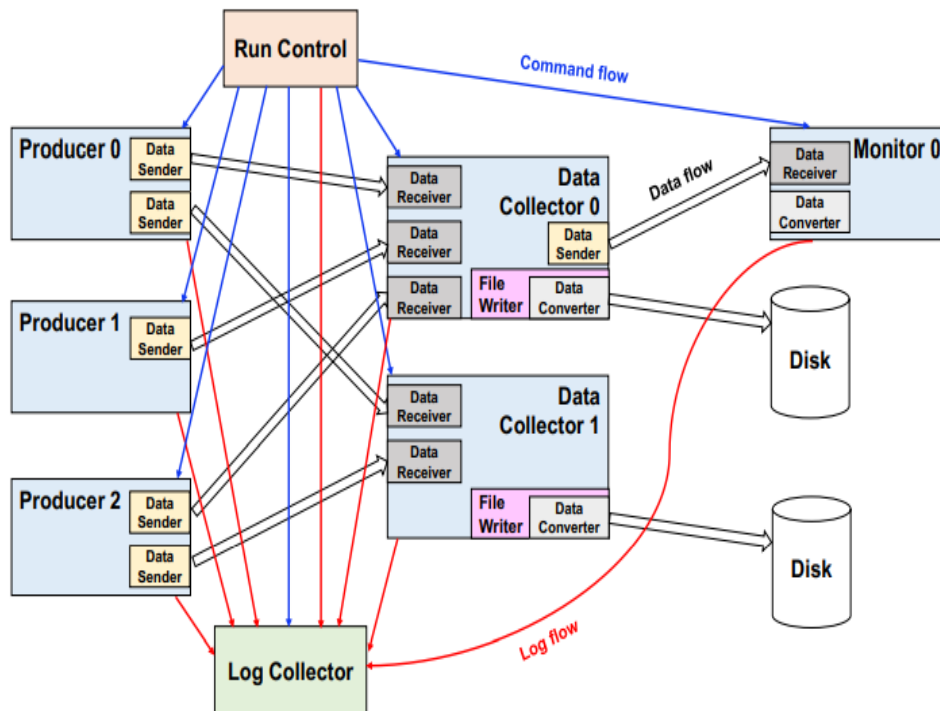 Run Control
Command flow
Producer 0
Data
Sender
Data
Sender
Data
Receiver
Data
Receiver
Data
Receiver
Data
Collector 0
Data
Sender
File
Writer
Data
Converter
Data flow
Monitor 0
Data
Receiver
Data
Converter
Producer 1
Data
Sender
Disk
Data
Receiver
Data
Receiver
Data
Collector 1
File
Writer
Data
Converter
Producer 2
Data
Sender
Data
Sender
Disk
Log flow
Log Collector